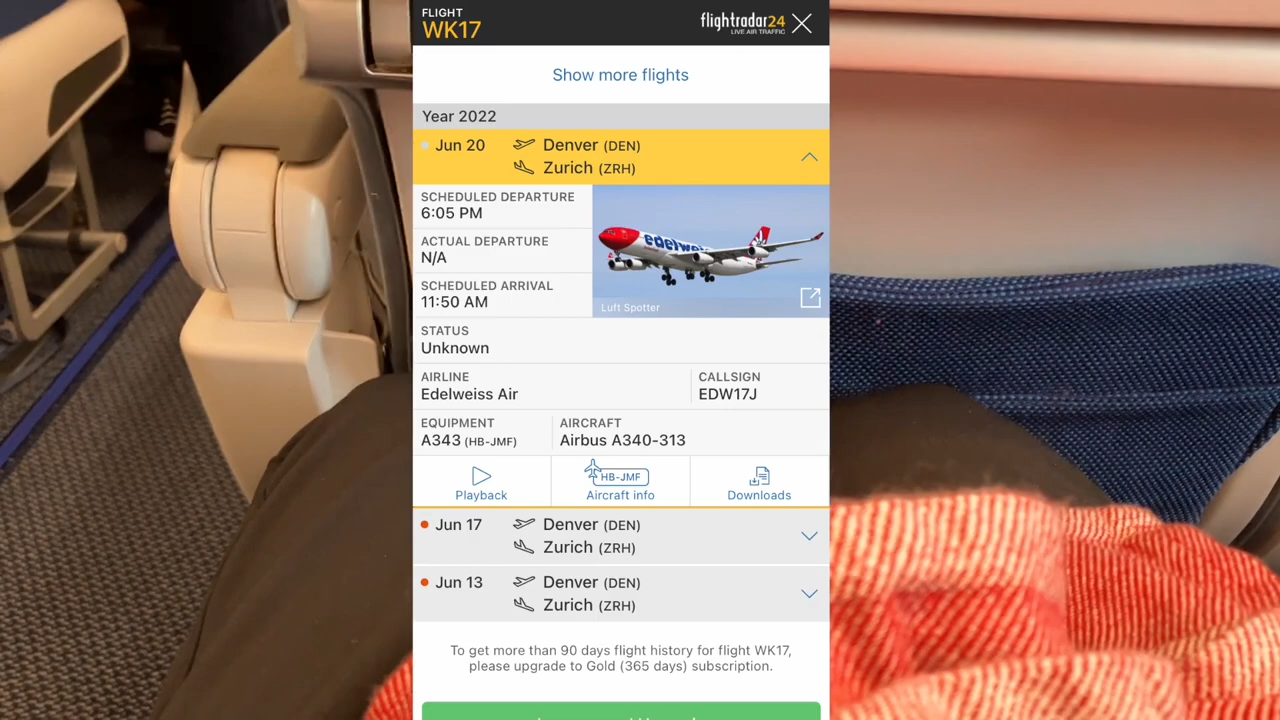 FLIGHT
WK17
flightradar24
LIVE AIR TRAFFIC
Show more flights
Year 2022
Jun 20 Denver (DEN)
Zurich (ZRH)
SCHEDULED DEPARTURE
6:05 PM
ACTUAL DEPARTURE
N/A
SCHEDULED ARRIVAL
11:50 AM
edelweiss
Luft Spotter
STATUS
Unknown
AIRLINE CALLSIGN
Edelweiss Air EDW17J
EQUIPMENT AIRCRAFT
A343 (HB-JMF) Airbus A340-313
HB-JMF
Playback Aircraft info Downloads
Jun 17 Denver (DEN)
Zurich (ZRH)
Jun 13 Denver (DEN)
Zurich (ZRH)
To get more than 90 days flight history for flight WK17,
please upgrade to Gold (365 days) subscription.